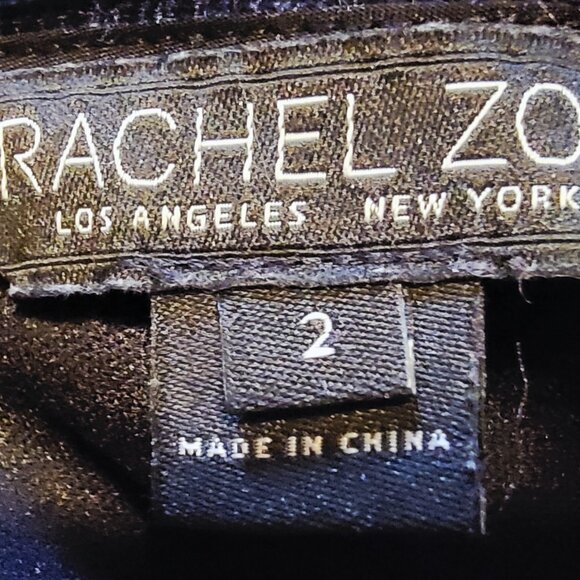 RACHEL ZO
LOS ANGELES NEW YORK
2
MADE IN CHINA